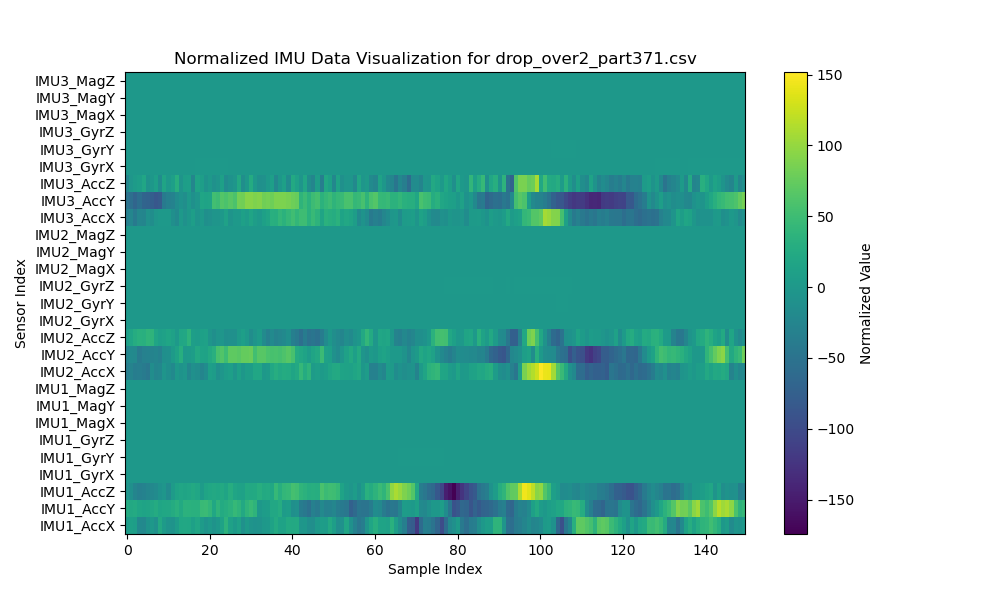 Normalized IMU Data Visualization for drop_over2_part371.csv
IMU3_MagZ
IMU3_MagY
IMU3_MagX
IMU3_GyrZ
IMU3_GyrY
IMU3_GyrX
IMU3_AccZ
IMU3_AccY
IMU3_AccX
IMU2_MagZ
IMU2_MagY
IMU2_MagX
IMU2_GyrZ
IMU2_GyrY
IMU2_GyrX
IMU2_AccZ
IMU2_AccY
IMU2_AccX
IMU1_MagZ
IMU1_MagY
IMU1_MagX
IMU1_GyrZ
IMU1_GyrY
IMU1_GyrX
IMU1_AccZ
IMU1_AccY
IMU1_AccX
Sensor Index
0 20 40 60 80 100 120 140
Sample Index
150
100
50
0
−50
−100
−150
Normalized Value